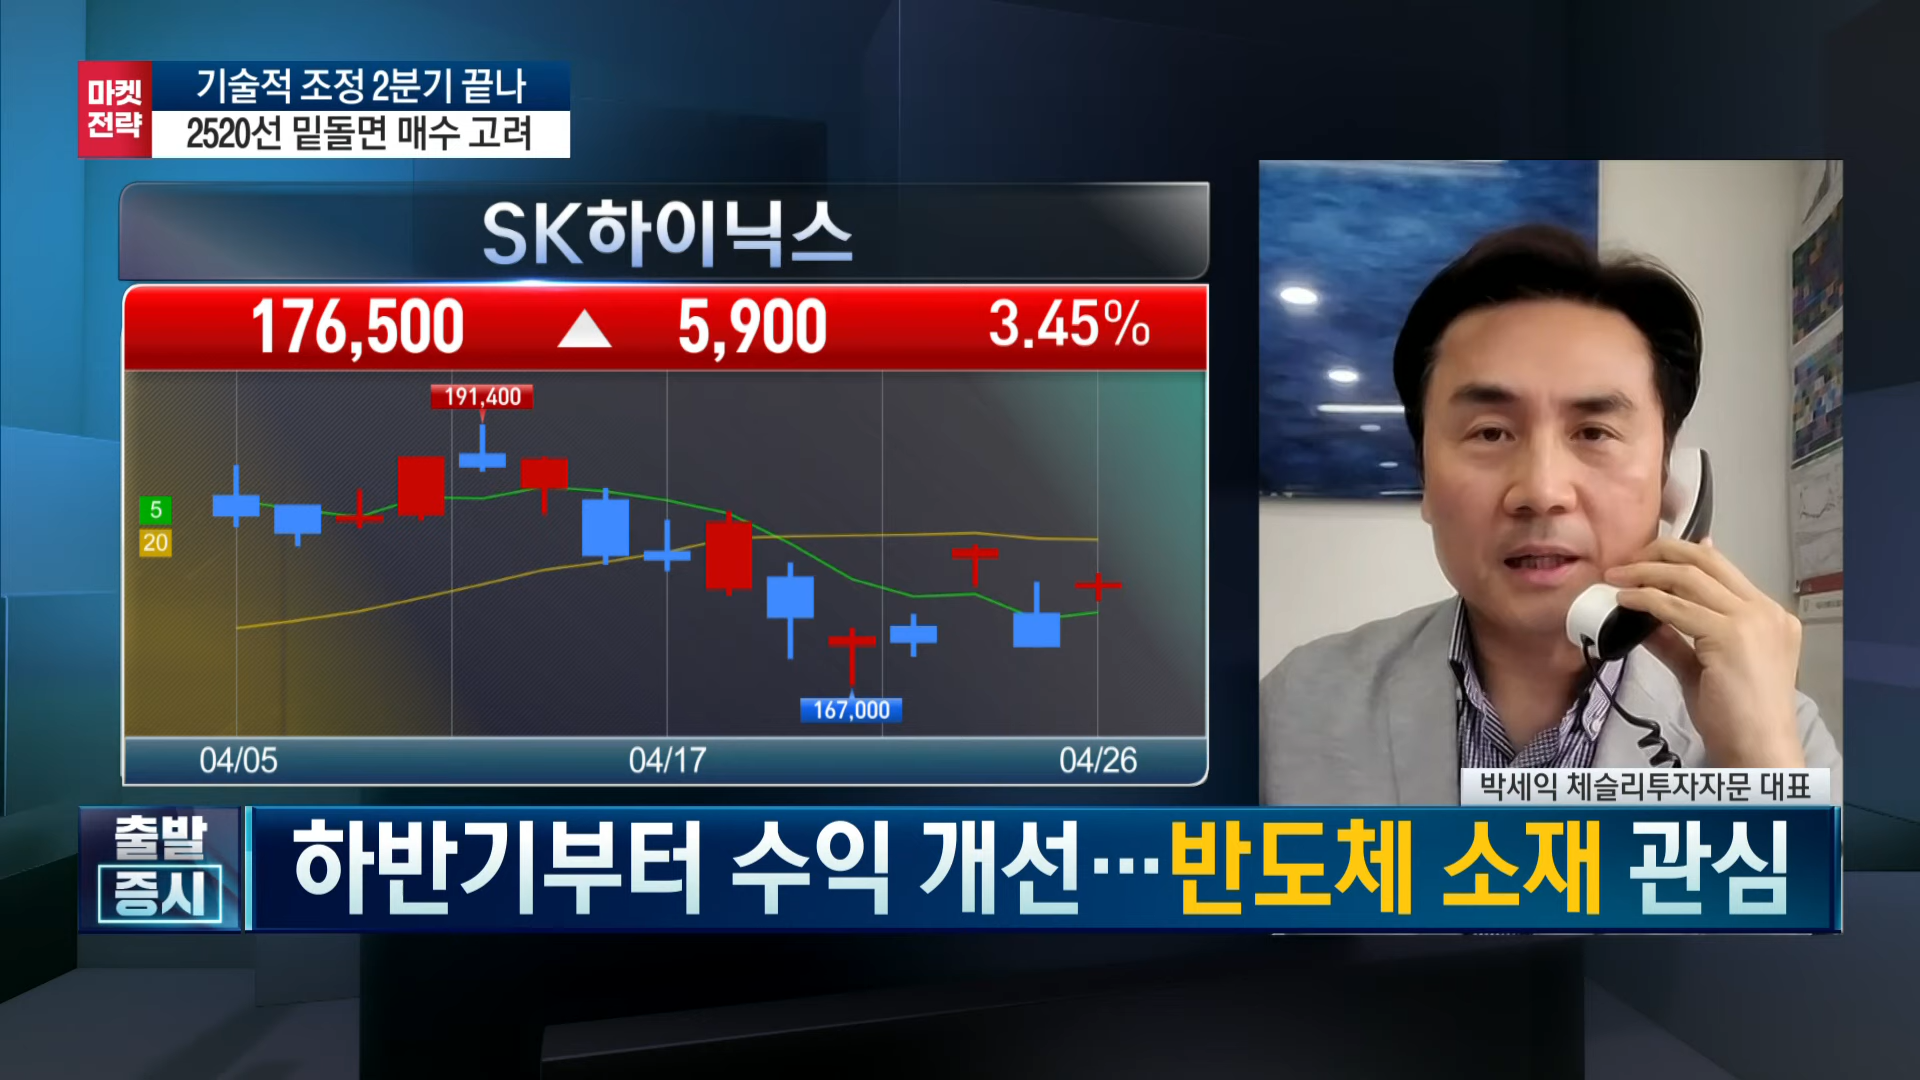 마켓
전략
기술적 조정 2분기 끝나
2520선 밑돌면 매수 고려
SK하이닉스
176,500 ▲ 5,900 3.45%
191,400
5
20
167,000
04/05 04/17 04/26
박세익 체슬리투자자문 대표
출발
증시
하반기부터 수익 개선…반도체 소재 관심